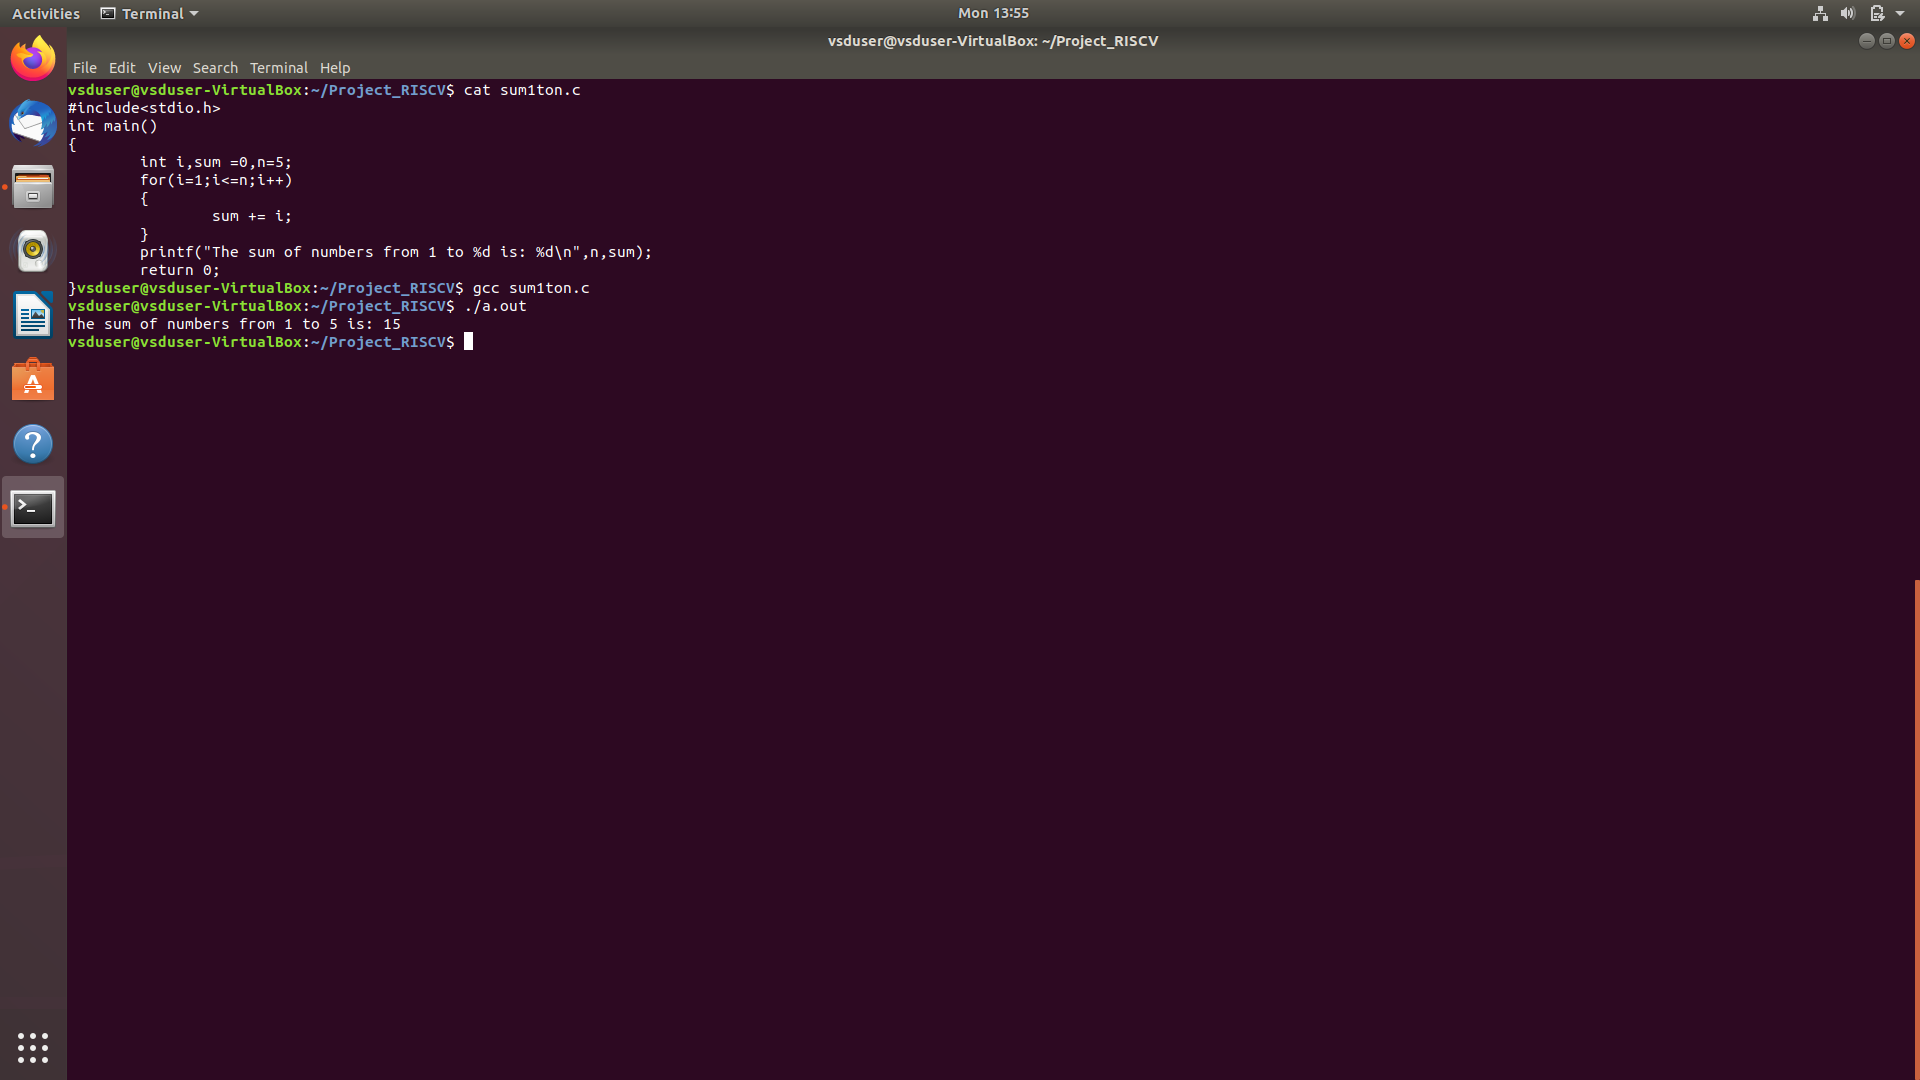 Activities Terminal Mon 13:55
vsduser@vsduser-VirtualBox: ~/Project_RISCV
File Edit View Search Terminal Help
vsduser@vsduser-VirtualBox:~/Project_RISCV$ cat sum1ton.c
#include<stdio.h>
int main()
{
        int i,sum =0,n=5;
        for(i=1;i<=n;i++)
        {
                sum += i;
        }
        printf("The sum of numbers from 1 to %d is: %d\n",n,sum);
        return 0;
}vsduser@vsduser-VirtualBox:~/Project_RISCV$ gcc sum1ton.c
vsduser@vsduser-VirtualBox:~/Project_RISCV$ ./a.out
The sum of numbers from 1 to 5 is: 15
vsduser@vsduser-VirtualBox:~/Project_RISCV$